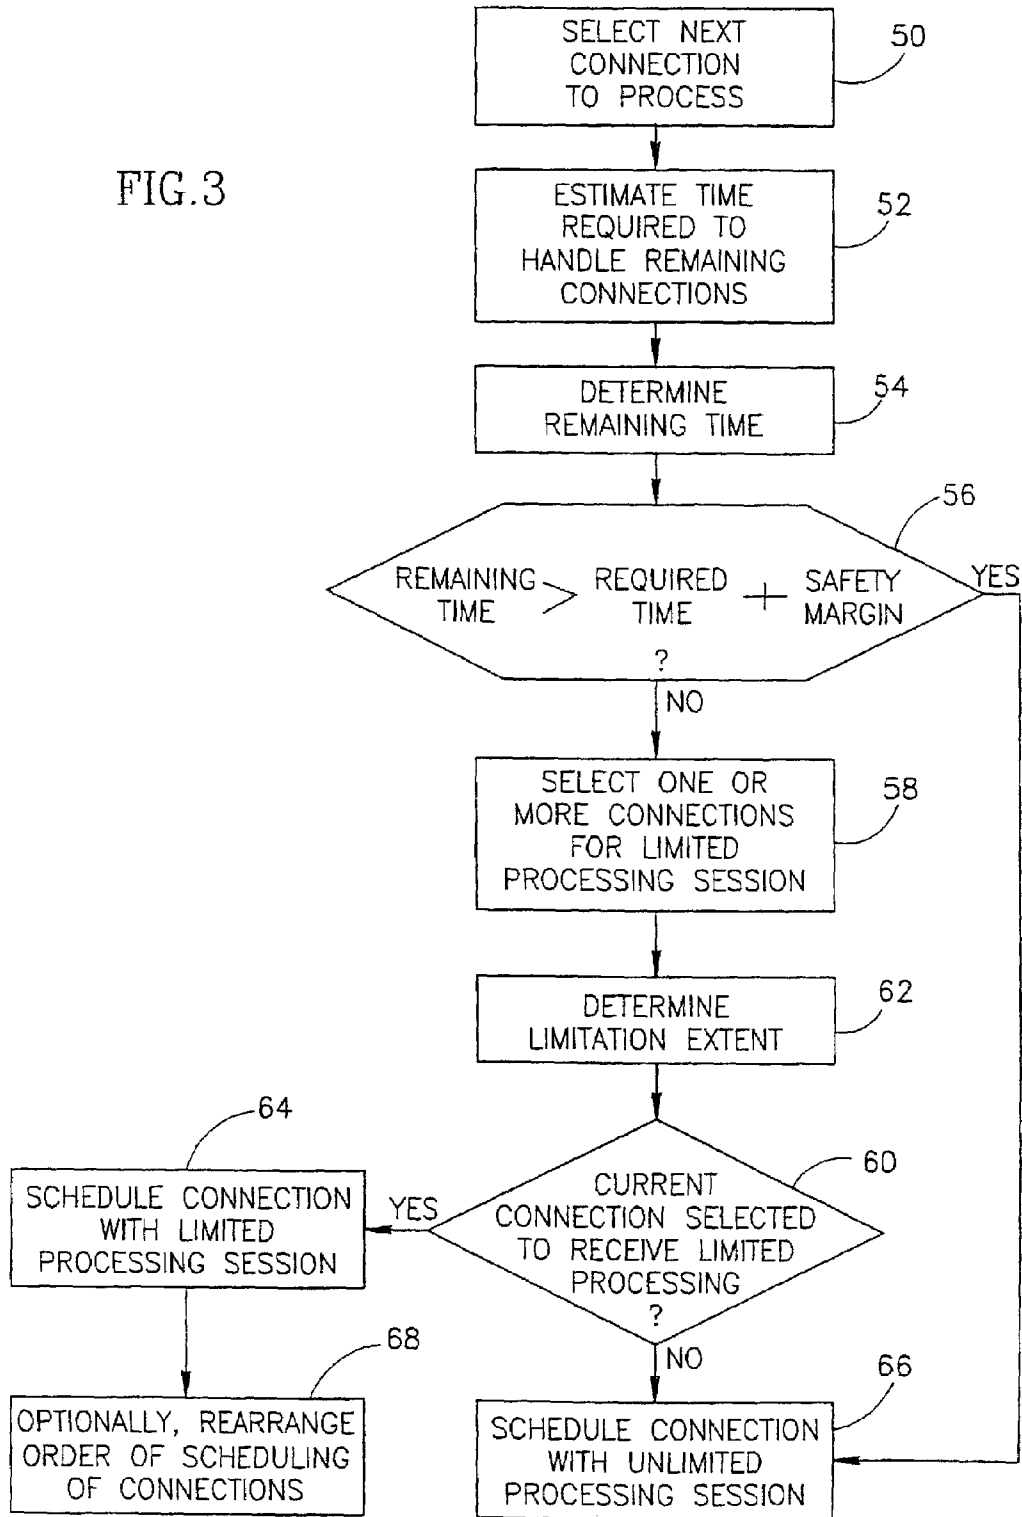 SELECT NEXT
CONNECTION
TO PROCESS
50
FIG.3
ESTIMATE TIME
REQUIRED TO
HANDLE REMAINING
CONNECTIONS
52
DETERMINE
REMAINING TIME
54
56
REMAINING
TIME
>
REQUIRED
TIME
+
SAFETY
MARGIN
?
YES
NO
SELECT ONE OR
MORE CONNECTIONS
FOR LIMITED
PROCESSING SESSION
58
DETERMINE
LIMITATION EXTENT
62
60
CURRENT
CONNECTION SELECTED
TO RECEIVE LIMITED
PROCESSING
?
YES
NO
64
SCHEDULE CONNECTION
WITH LIMITED
PROCESSING SESSION
68
OPTIONALLY, REARRANGE
ORDER OF SCHEDULING
OF CONNECTIONS
66
SCHEDULE CONNECTION
WITH UNLIMITED
PROCESSING SESSION